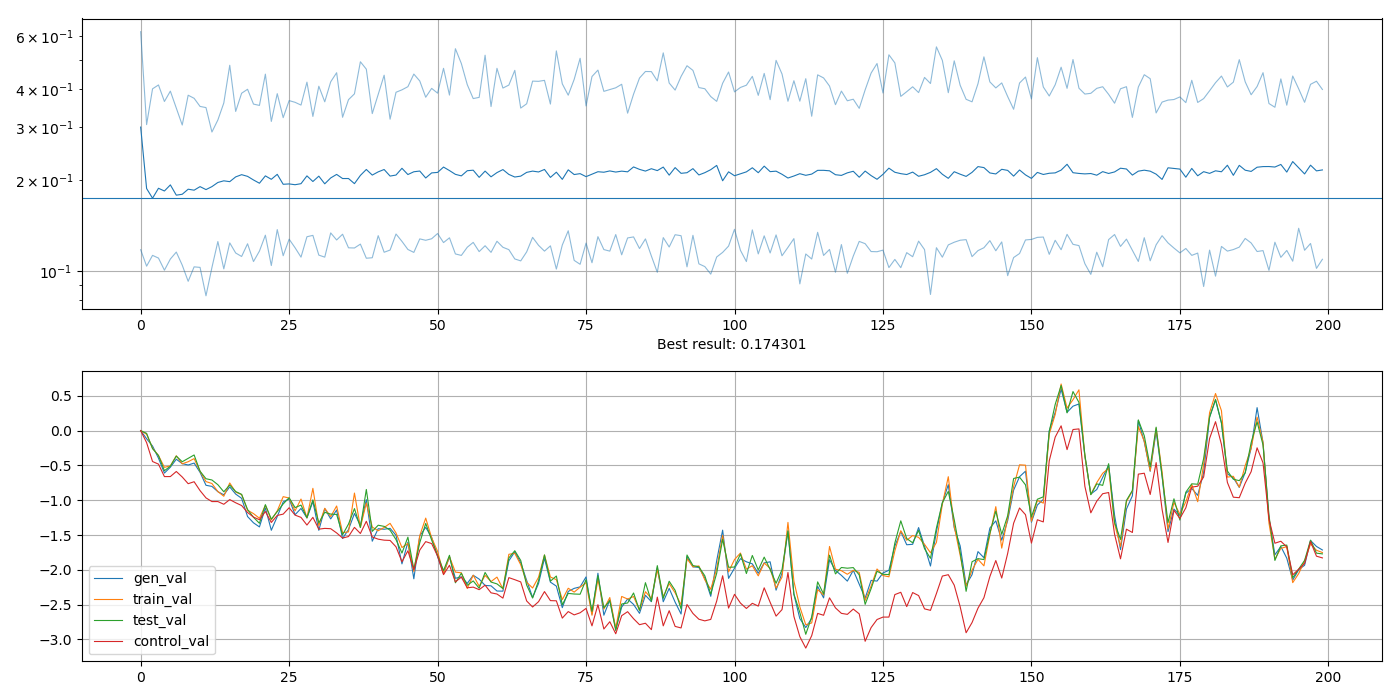 6 × 10⁻¹
4 × 10⁻¹
3 × 10⁻¹
2 × 10⁻¹
10⁻¹
0 25 50 75 100 125 150 175 200
Best result: 0.174301
0.5
0.0
−0.5
−1.0
−1.5
−2.0
−2.5
−3.0
gen_val
train_val
test_val
control_val
0 25 50 75 100 125 150 175 200